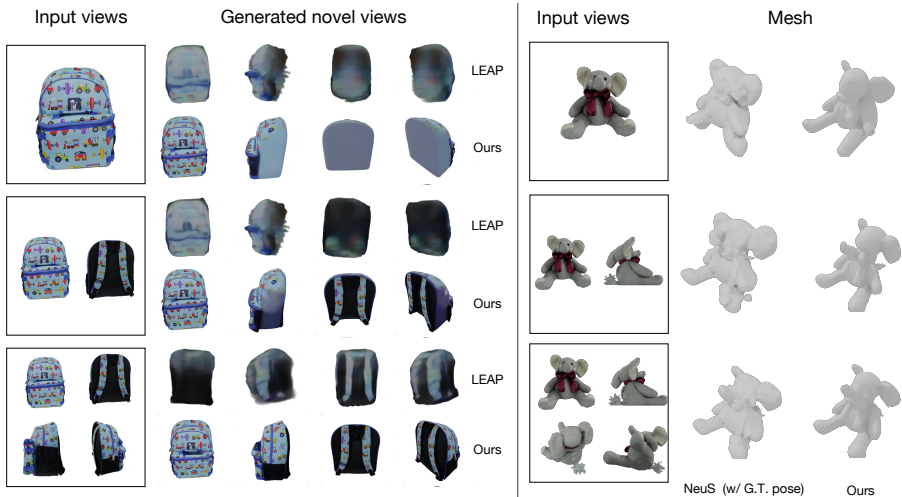 Input views
Generated novel views
LEAP
Ours
LEAP
Ours
LEAP
Ours
Input views
Mesh
NeuS (w/ G.T. pose)
Ours